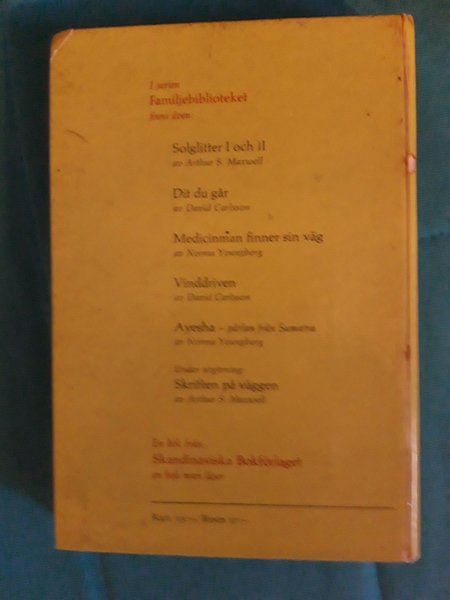 I serien
Familjebiblioteket
finns även:
Solglitter I och II
av Arthur S. Maxwell
Dit du går
av David Carlsson
Medicinman finner sin väg
av Norma Youngberg
Vinddriven
av David Carlsson
Ayesha – pärlan från Sumatra
av Norma Youngberg
Under utgivning:
Skriften på väggen
av Arthur S. Maxwell
En bok från
Skandinaviska Bokförlaget
en bok man läser